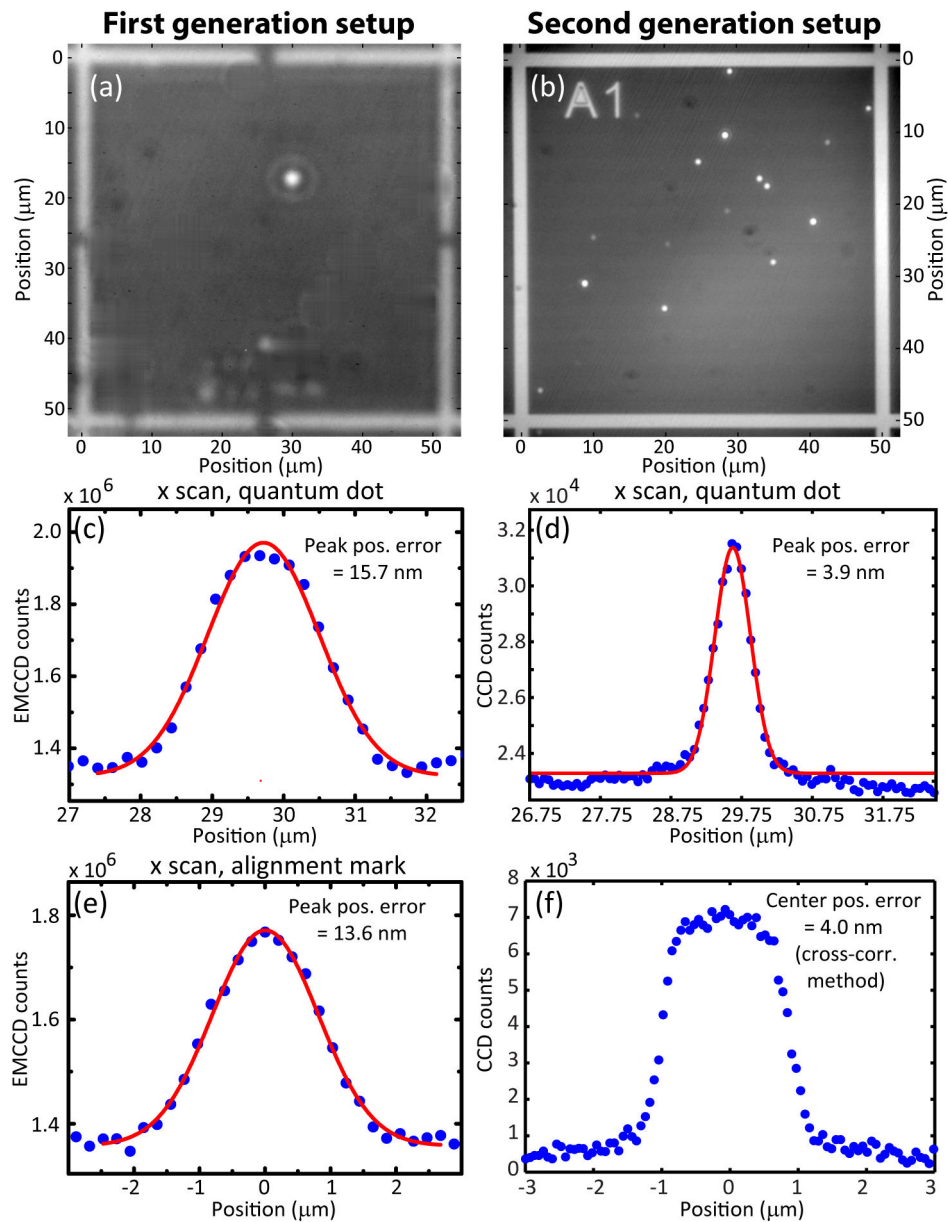 First generation setup
Second generation setup
(a)
0
10
20
30
40
50
Position (μm)
0 10 20 30 40 50
Position (μm)
(b)
A1
0
10
20
30
40
50
Position (μm)
0 10 20 30 40 50
Position (μm)
x 10⁶
x scan, quantum dot
(c)
Peak pos. error
= 15.7 nm
EMCCD counts
2.0
1.8
1.6
1.4
27 28 29 30 31 32
Position (μm)
x 10⁴
x scan, quantum dot
(d)
Peak pos. error
= 3.9 nm
CCD counts
3.2
3.0
2.8
2.6
2.4
26.75 27.75 28.75 29.75 30.75 31.75
Position (μm)
x 10⁶
x scan, alignment mark
(e)
Peak pos. error
= 13.6 nm
EMCCD counts
1.8
1.6
1.4
-2 -1 0 1 2
Position (μm)
x 10³
(f)
Center pos. error
= 4.0 nm
(cross-corr.
method)
CCD counts
8
7
6
5
4
3
2
1
0
-3 -2 -1 0 1 2 3
Position (μm)